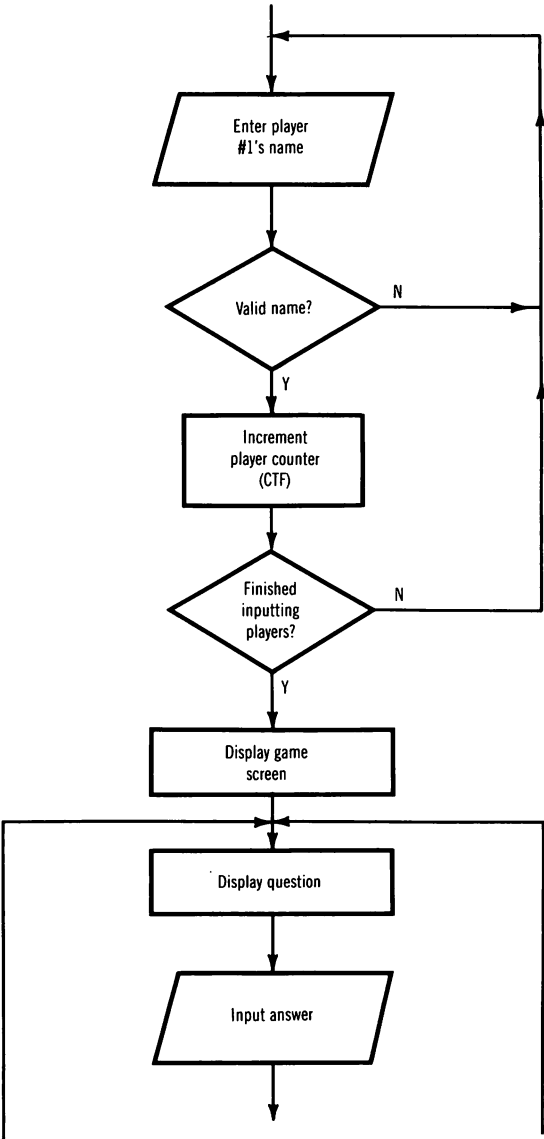 Enter player
#1's name
Valid name?
N
Y
Increment
player counter
(CTF)
Finished
inputting
players?
N
Y
Display game
screen
Display question
Input answer